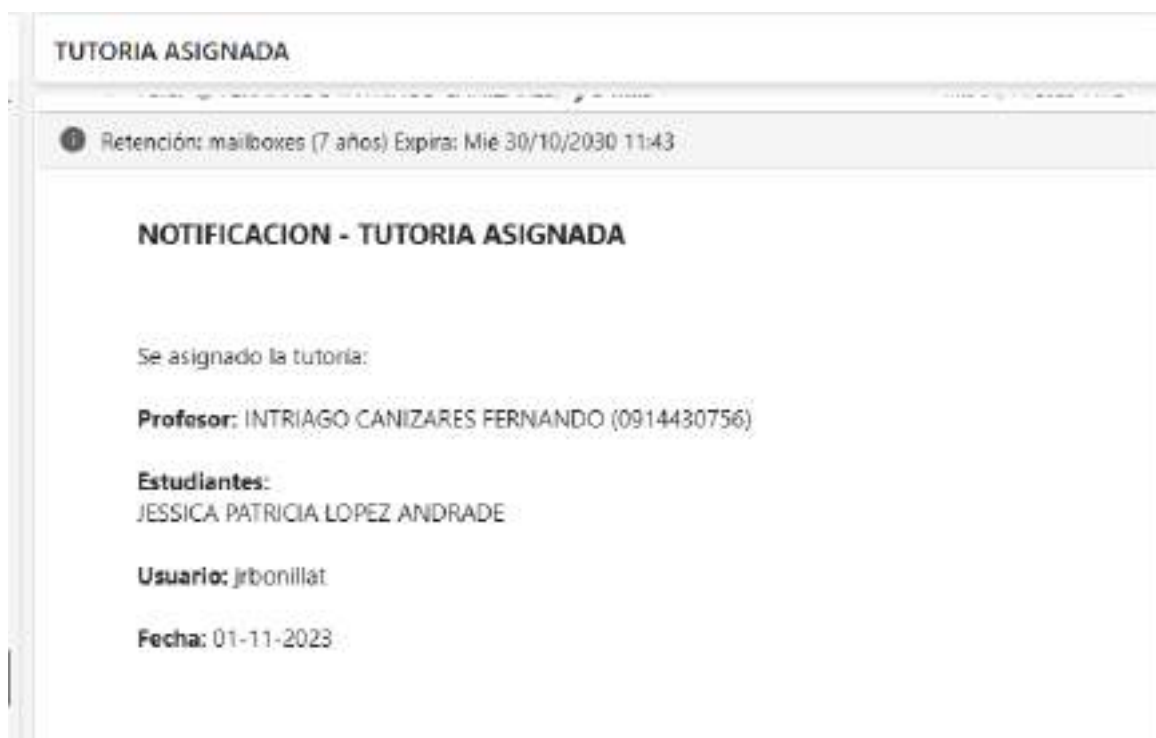 TUTORIA ASIGNADA
Retención: mailboxes (7 años) Expira: Mié 30/10/2030 11:43
NOTIFICACION - TUTORIA ASIGNADA
Se asignado la tutoría:
Profesor: INTRIAGO CANIZARES FERNANDO (0914430756)
Estudiantes:
JESSICA PATRICIA LOPEZ ANDRADE
Usuario: jrbonillat
Fecha: 01-11-2023